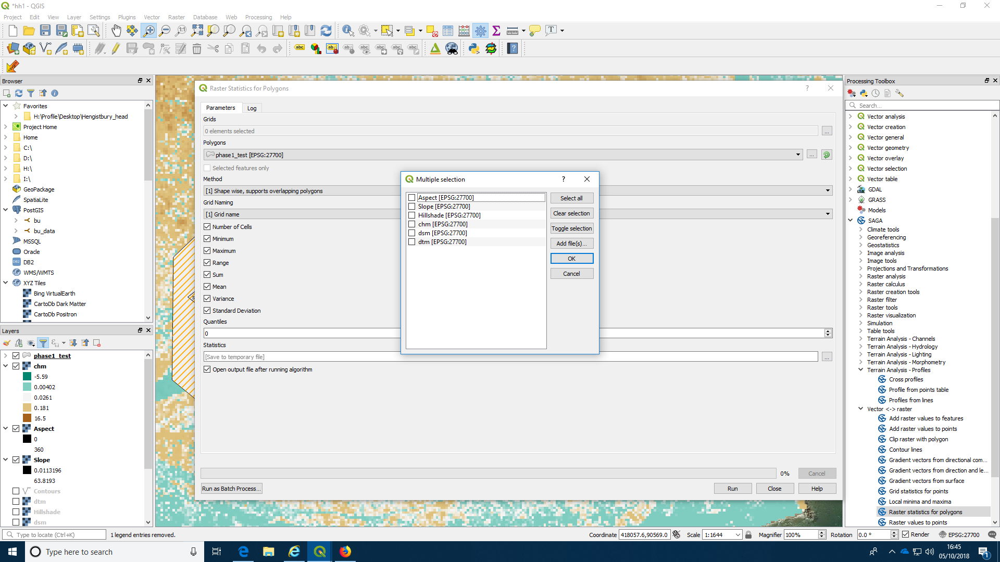 *hh1 - QGIS
Project Edit View Layer Settings Plugins Vector Raster Database Web Processing Help
Browser
Favorites
H:\Profile\Desktop\Hengistbury_head
Project Home
Home
C:\
D:\
H:\
I:\
GeoPackage
SpatiaLite
PostGIS
bu
bu_data
MSSQL
Oracle
DB2
WMS/WMTS
XYZ Tiles
Bing VirtualEarth
CartoDb Dark Matter
CartoDb Positron
Layers
phase1_test
chm
-5.59
0.00402
0.0261
0.181
16.5
Aspect
0
360
Slope
0.0113196
63.8193
Contours
dtm
Hillshade
dsm
Raster Statistics for Polygons
Parameters Log
Grids
0 elements selected
...
Polygons
phase1_test [EPSG:27700]
...
Selected features only
Method
[1] Shape wise, supports overlapping polygons
Grid Naming
[1] Grid name
Number of Cells
Minimum
Maximum
Range
Sum
Mean
Variance
Standard Deviation
Quantiles
0
Statistics
[Save to temporary file]
...
Open output file after running algorithm
0%
Cancel
Run as Batch Process...
Run
Close
Help
Multiple selection
?
Aspect [EPSG:27700]
Slope [EPSG:27700]
Hillshade [EPSG:27700]
chm [EPSG:27700]
dsm [EPSG:27700]
dtm [EPSG:27700]
Select all
Clear selection
Toggle selection
Add file(s)...
OK
Cancel
Processing Toolbox
Search...
Vector analysis
Vector creation
Vector general
Vector geometry
Vector overlay
Vector selection
Vector table
GDAL
GRASS
Models
SAGA
Climate tools
Georeferencing
Geostatistics
Image analysis
Image tools
Projections and Transformations
Raster analysis
Raster calculus
Raster creation tools
Raster filter
Raster tools
Raster visualization
Simulation
Table tools
Terrain Analysis - Channels
Terrain Analysis - Hydrology
Terrain Analysis - Lighting
Terrain Analysis - Morphometry
Terrain Analysis - Profiles
Cross profiles
Profile from points table
Profiles from lines
Vector <-> raster
Add raster values to features
Add raster values to points
Clip raster with polygon
Contour lines
Gradient vectors from directional com...
Gradient vectors from direction and le...
Gradient vectors from surface
Grid statistics for points
Local minima and maxima
Raster statistics for polygons
Raster values to points
Type to locate (Ctrl+K)
1 legend entries removed.
Coordinate 418057.6,90569.0 Scale 1:1644 Magnifier 100% Rotation 0.0 ° Render EPSG:27700
Type here to search
16:45
05/10/2018
1